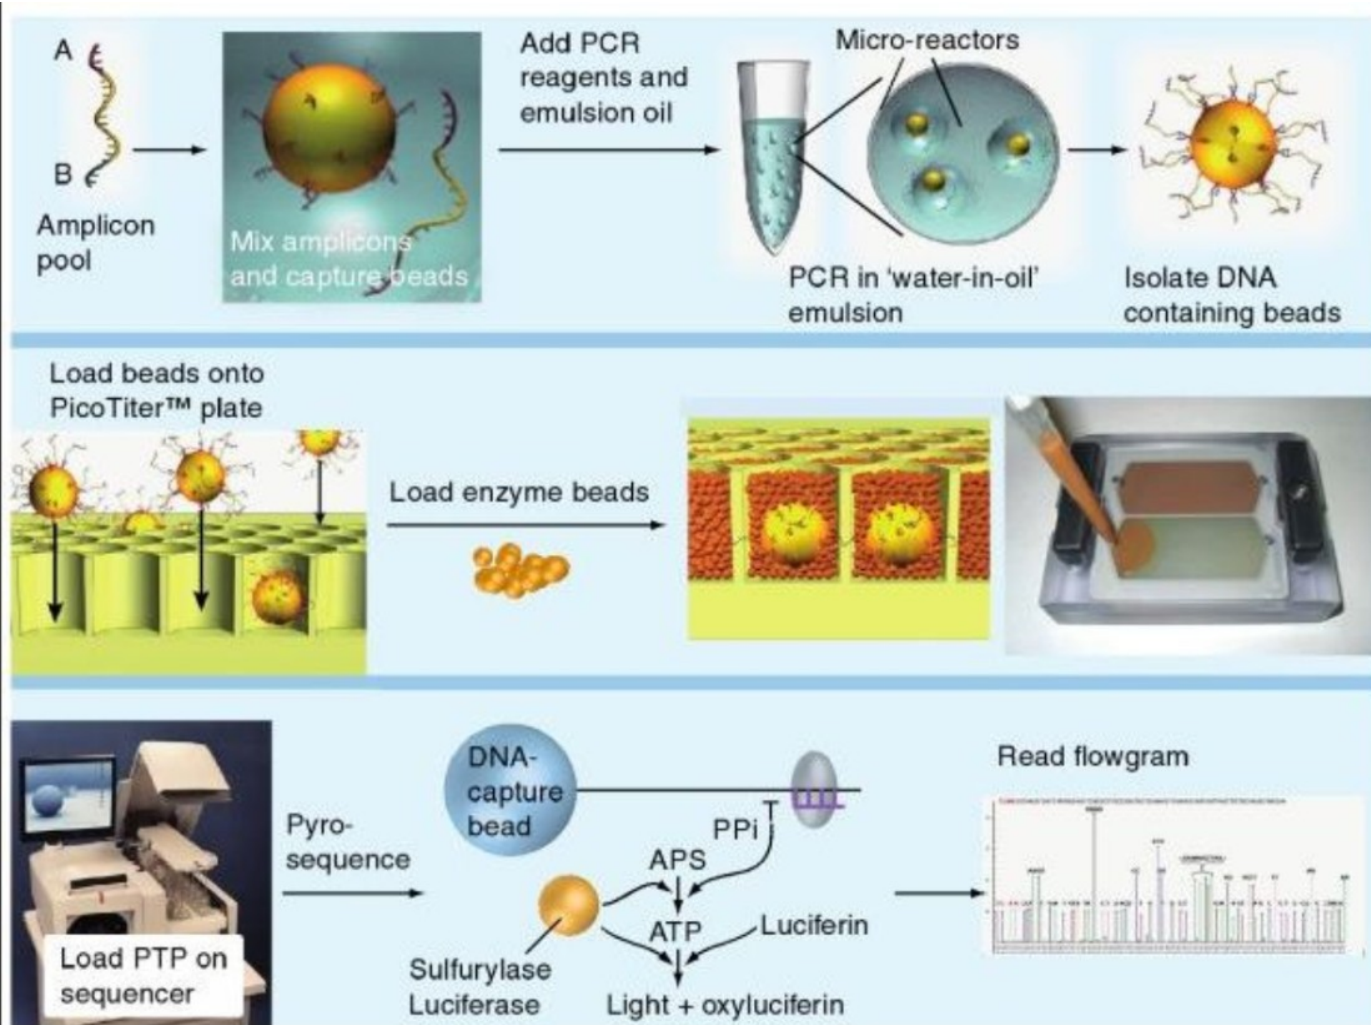 A
B
Amplicon
pool
Mix amplicons
and capture beads
Add PCR
reagents and
emulsion oil
Micro-reactors
PCR in ‘water-in-oil’
emulsion
Isolate DNA
containing beads
Load beads onto
PicoTiter™ plate
Load enzyme beads
Load PTP on
sequencer
Pyro-
sequence
DNA-
capture
bead
PPi
APS
ATP
Luciferin
Sulfurylase
Luciferase
Light + oxyluciferin
Read flowgram